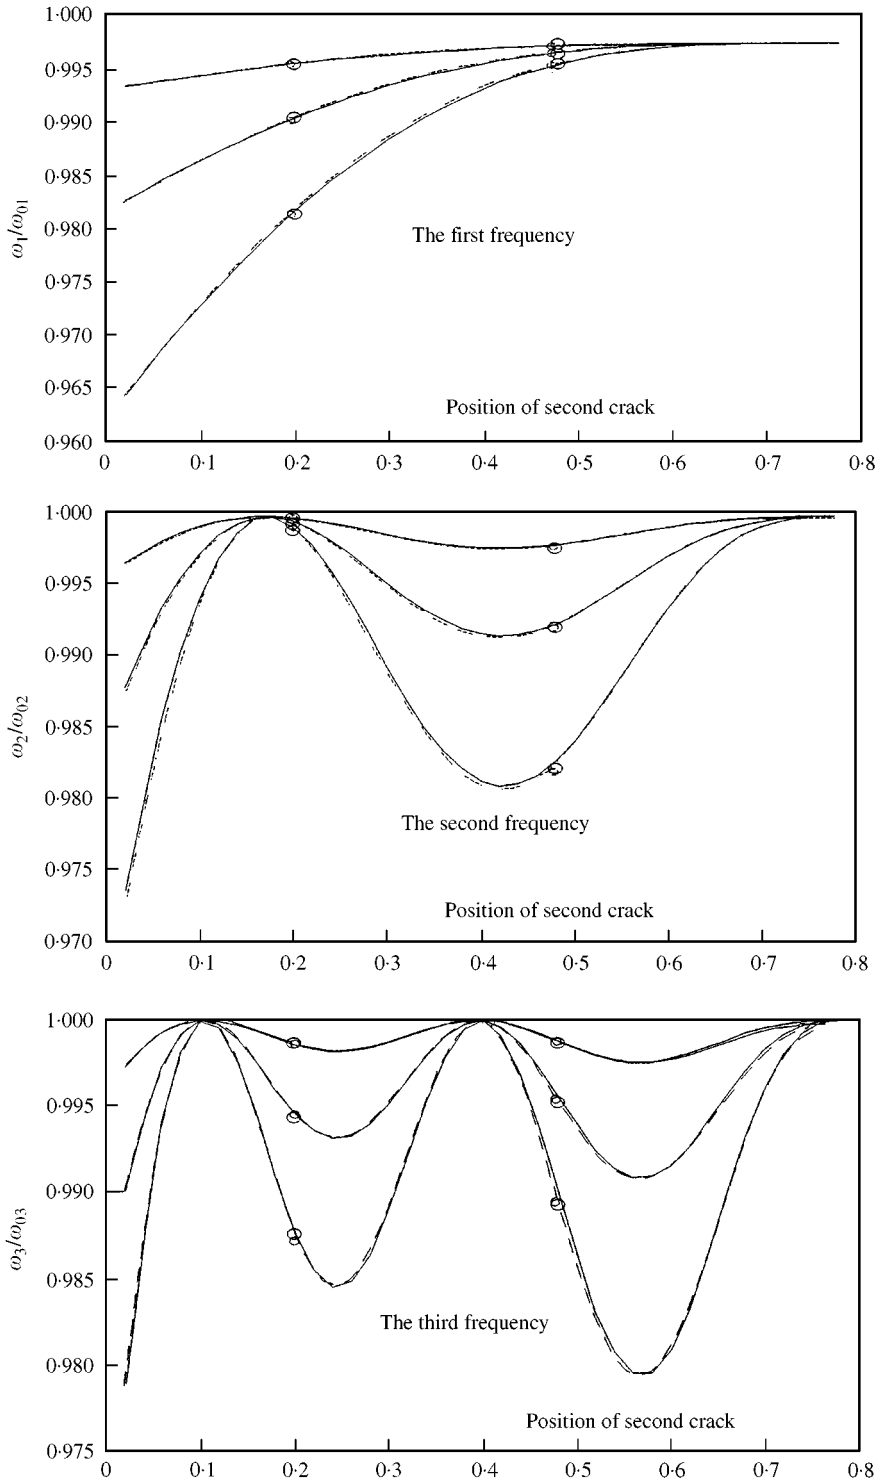 1·000
0·995
0·990
0·985
0·980
0·975
0·970
0·965
0·960
ω1/ω01
The first frequency
Position of second crack
0 0·1 0·2 0·3 0·4 0·5 0·6 0·7 0·8
1·000
0·995
0·990
0·985
0·980
0·975
0·970
ω2/ω02
The second frequency
Position of second crack
0 0·1 0·2 0·3 0·4 0·5 0·6 0·7 0·8
1·000
0·995
0·990
0·985
0·980
0·975
ω3/ω03
The third frequency
Position of second crack
0 0·1 0·2 0·3 0·4 0·5 0·6 0·7 0·8